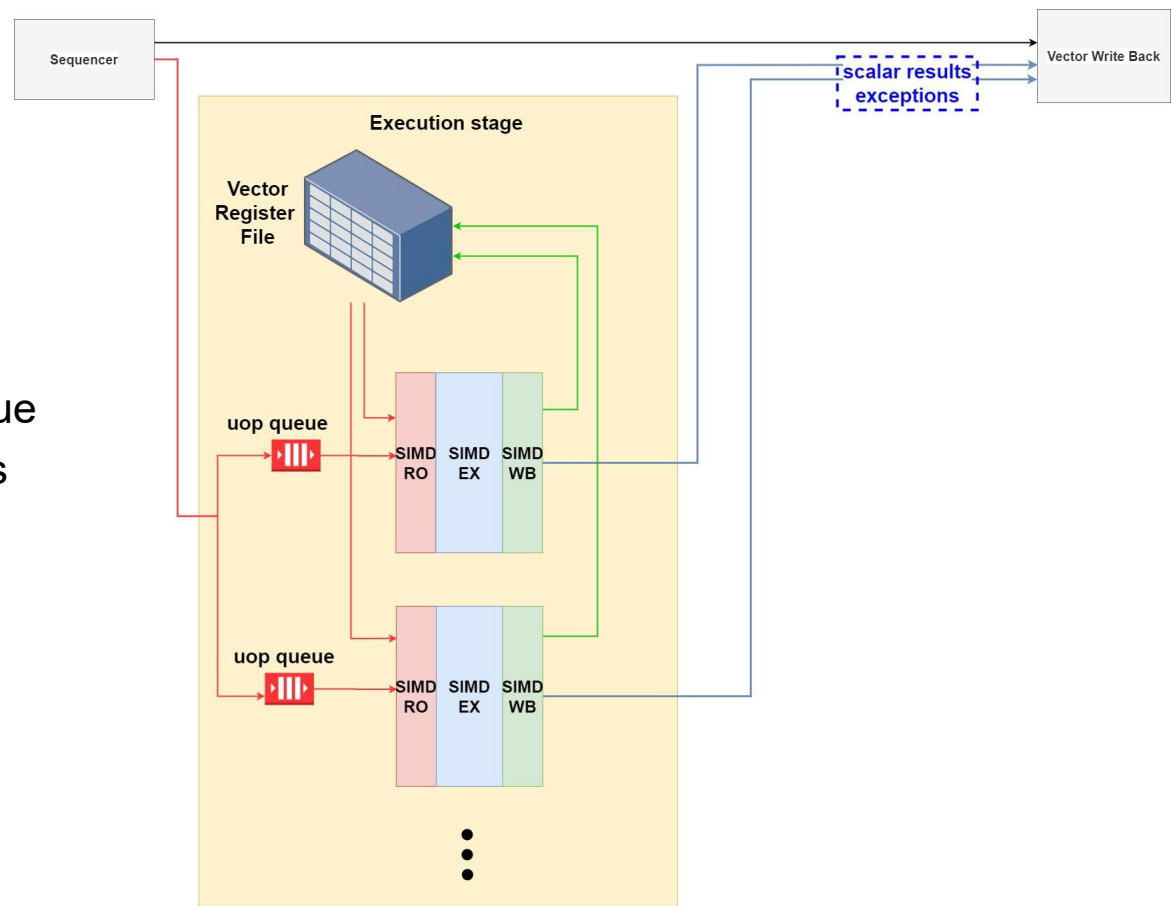 Sequencer
Vector Write Back
scalar results
exceptions
Execution stage
Vector
Register
File
ue
s
uop queue
SIMD SIMD SIMD
RO EX WB
uop queue
SIMD SIMD SIMD
RO EX WB